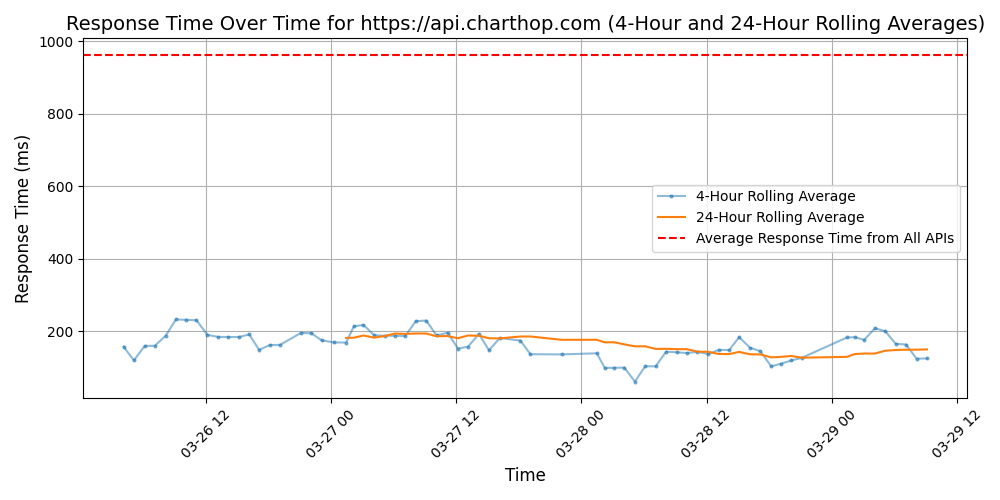 Response Time Over Time for https://api.charthop.com (4-Hour and 24-Hour Rolling Averages)
1000
800
600
400
200
Response Time (ms)
4-Hour Rolling Average
24-Hour Rolling Average
Average Response Time from All APIs
03-26 12
03-27 00
03-27 12
03-28 00
03-28 12
03-29 00
03-29 12
Time